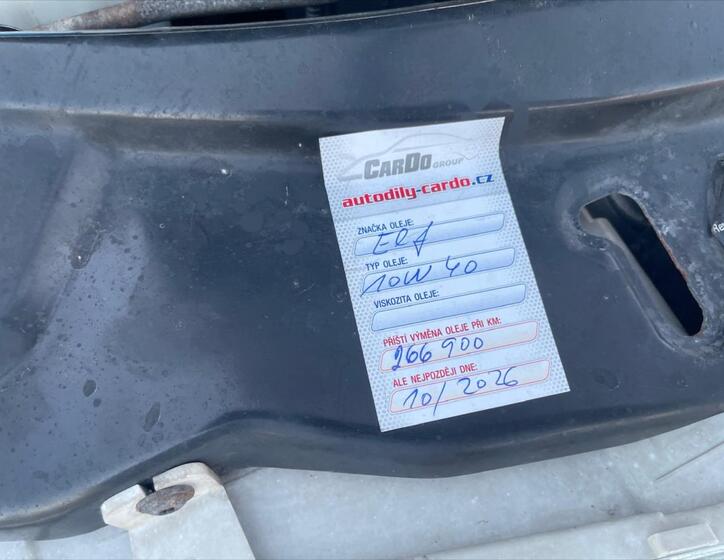 CARDO GROUP
autodily-cardo.cz
ZNAČKA OLEJE:
Elf
TYP OLEJE:
10W 40
VISKOZITA OLEJE:
PŘÍŠTÍ VÝMĚNA OLEJE PŘI KM:
266 900
ALE NEJPOZDĚJI DNE:
10/2026